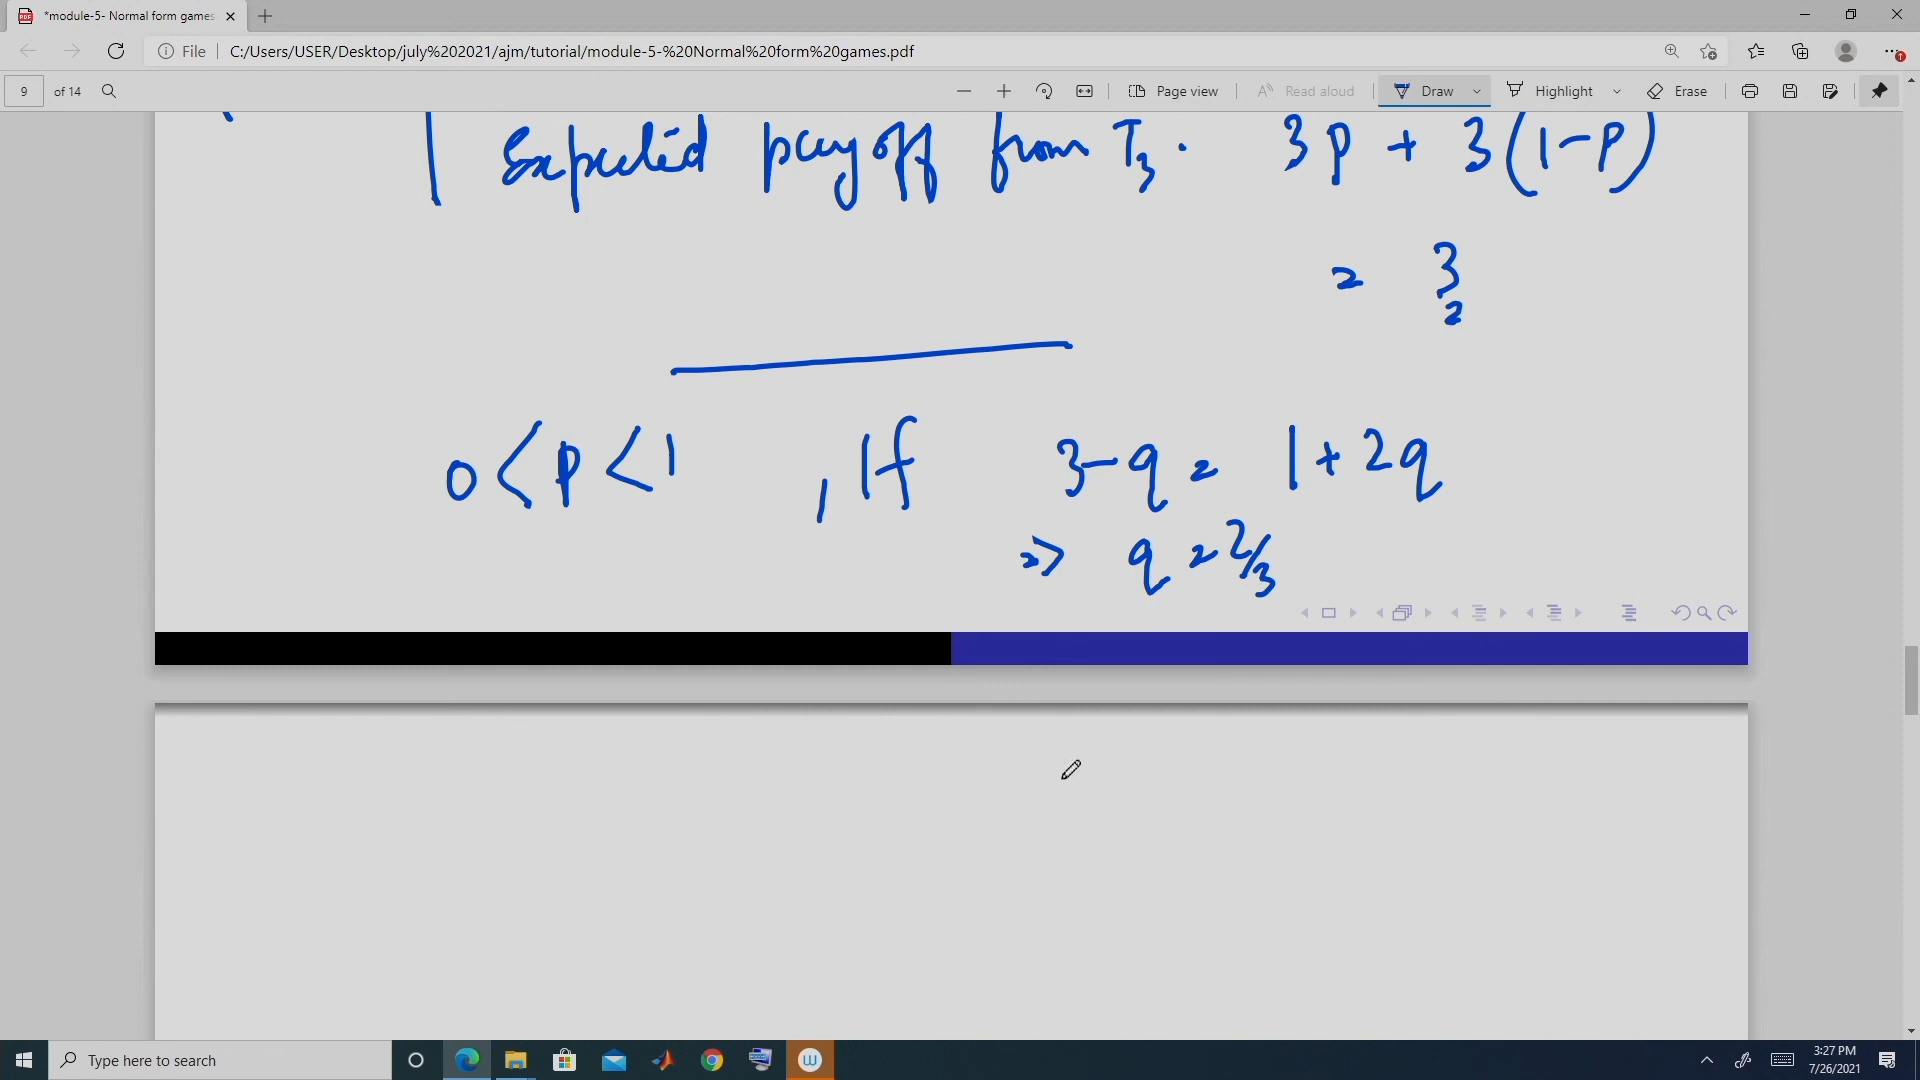 *module-5- Normal form games
File C:/Users/USER/Desktop/july%202021/ajm/tutorial/module-5-%20Normal%20form%20games.pdf
9 of 14 Page view Read aloud Draw Highlight Erase
Expected payoff from T3. 3p + 3(1-p)
= 3
0 < p < 1 , If 3-q = 1+2q
=> q = 2/3
Type here to search
3:27 PM
7/26/2021